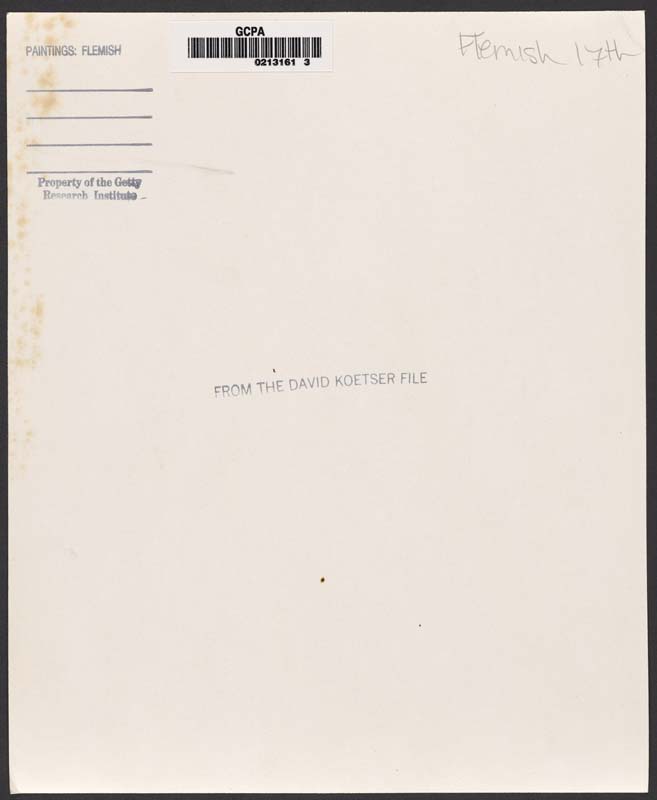 PAINTINGS: FLEMISH
GCPA
0213161 3
Flemish 17th
Property of the Getty
Research Institute
FROM THE DAVID KOETSER FILE